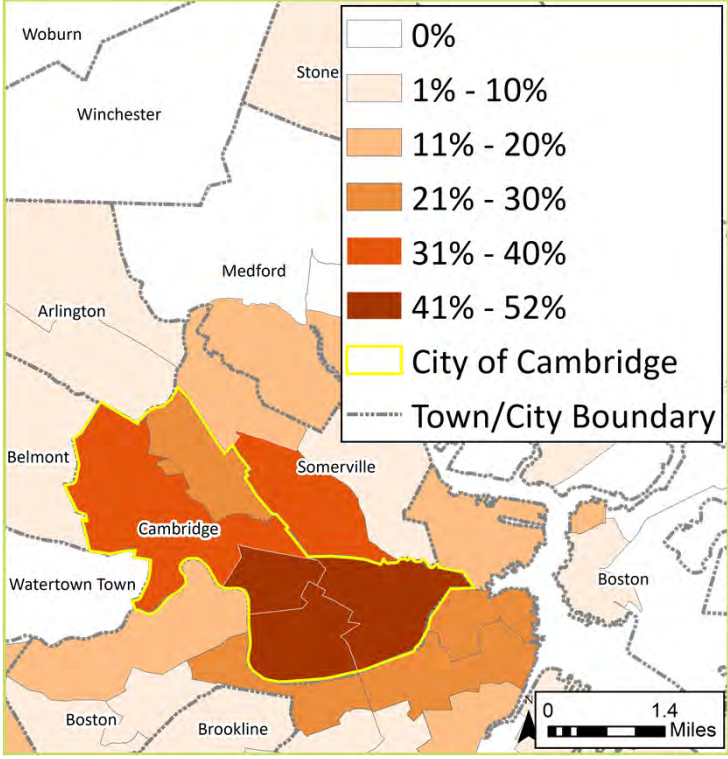 Woburn
Winchester
Stone
Medford
Arlington
Belmont
Somerville
Cambridge
Watertown Town
Boston
Boston
Brookline
0%
1% - 10%
11% - 20%
21% - 30%
31% - 40%
41% - 52%
City of Cambridge
Town/City Boundary
N
0 1.4
Miles